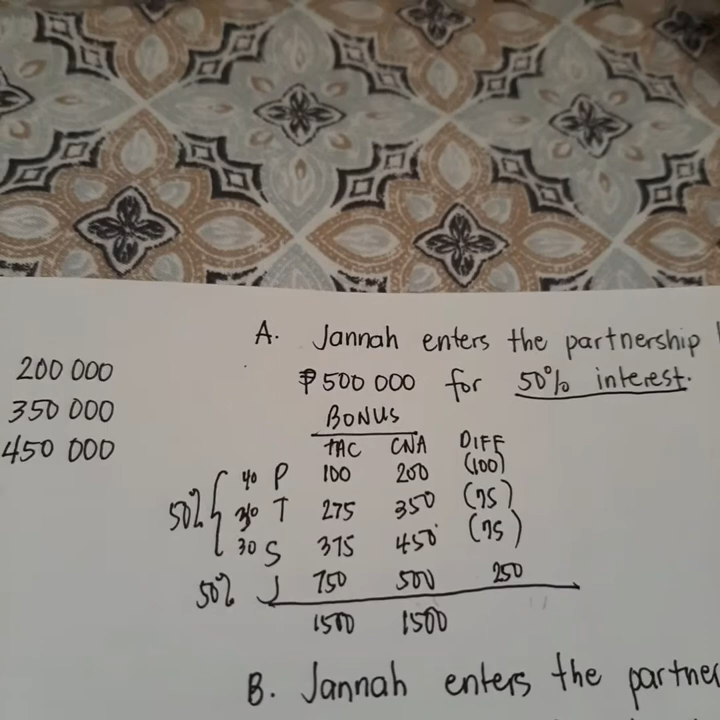 200 000
350 000
450 000
A. Jannah enters the partnership
₱500 000 for 50% interest.
BONUS
TAC CNA DIFF
40 P 100 200 (100)
50% { 30 T 275 350 (75)
30 S 375 450 (75)
50% J 750 500 250
1500 1500
B. Jannah enters the partner